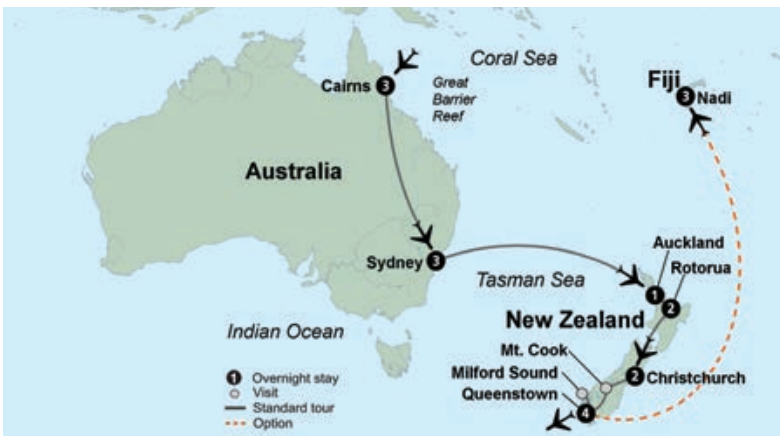 Coral Sea
Fiji
3 Nadi
Cairns 3
Great
Barrier
Reef
Australia
Auckland
Sydney 3
Rotorua
Tasman Sea
1
2
New Zealand
Indian Ocean
Mt. Cook
Milford Sound
2 Christchurch
Queenstown
4
1 Overnight stay
Visit
Standard tour
Option